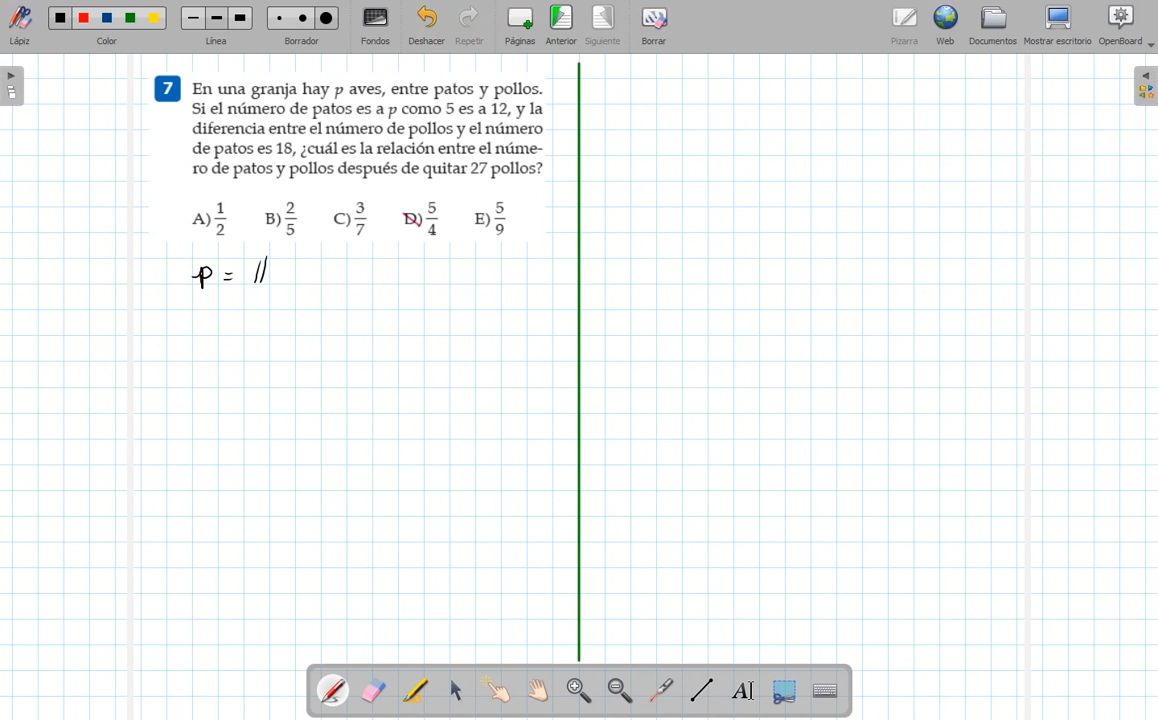 Lápiz
Color
Línea
Borrador
Fondos
Deshacer
Repetir
Páginas
Anterior
Siguiente
Borrar
Pizarra
Web
Documentos
Mostrar escritorio
OpenBoard
7 En una granja hay p aves, entre patos y pollos.
Si el número de patos es a p como 5 es a 12, y la
diferencia entre el número de pollos y el número
de patos es 18, ¿cuál es la relación entre el núme-
ro de patos y pollos después de quitar 27 pollos?
A) 1/2 B) 2/5 C) 3/7 D) 5/4 E) 5/9
p = //